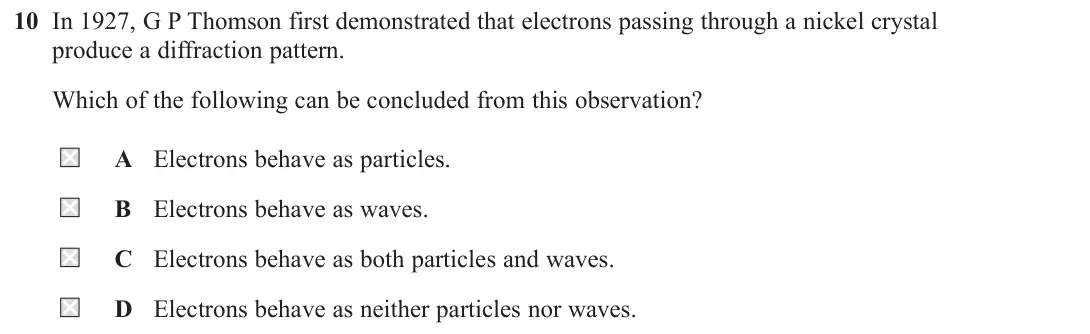 10 In 1927, G P Thomson first demonstrated that electrons passing through a nickel crystal
produce a diffraction pattern.
Which of the following can be concluded from this observation?
A Electrons behave as particles.
B Electrons behave as waves.
C Electrons behave as both particles and waves.
D Electrons behave as neither particles nor waves.